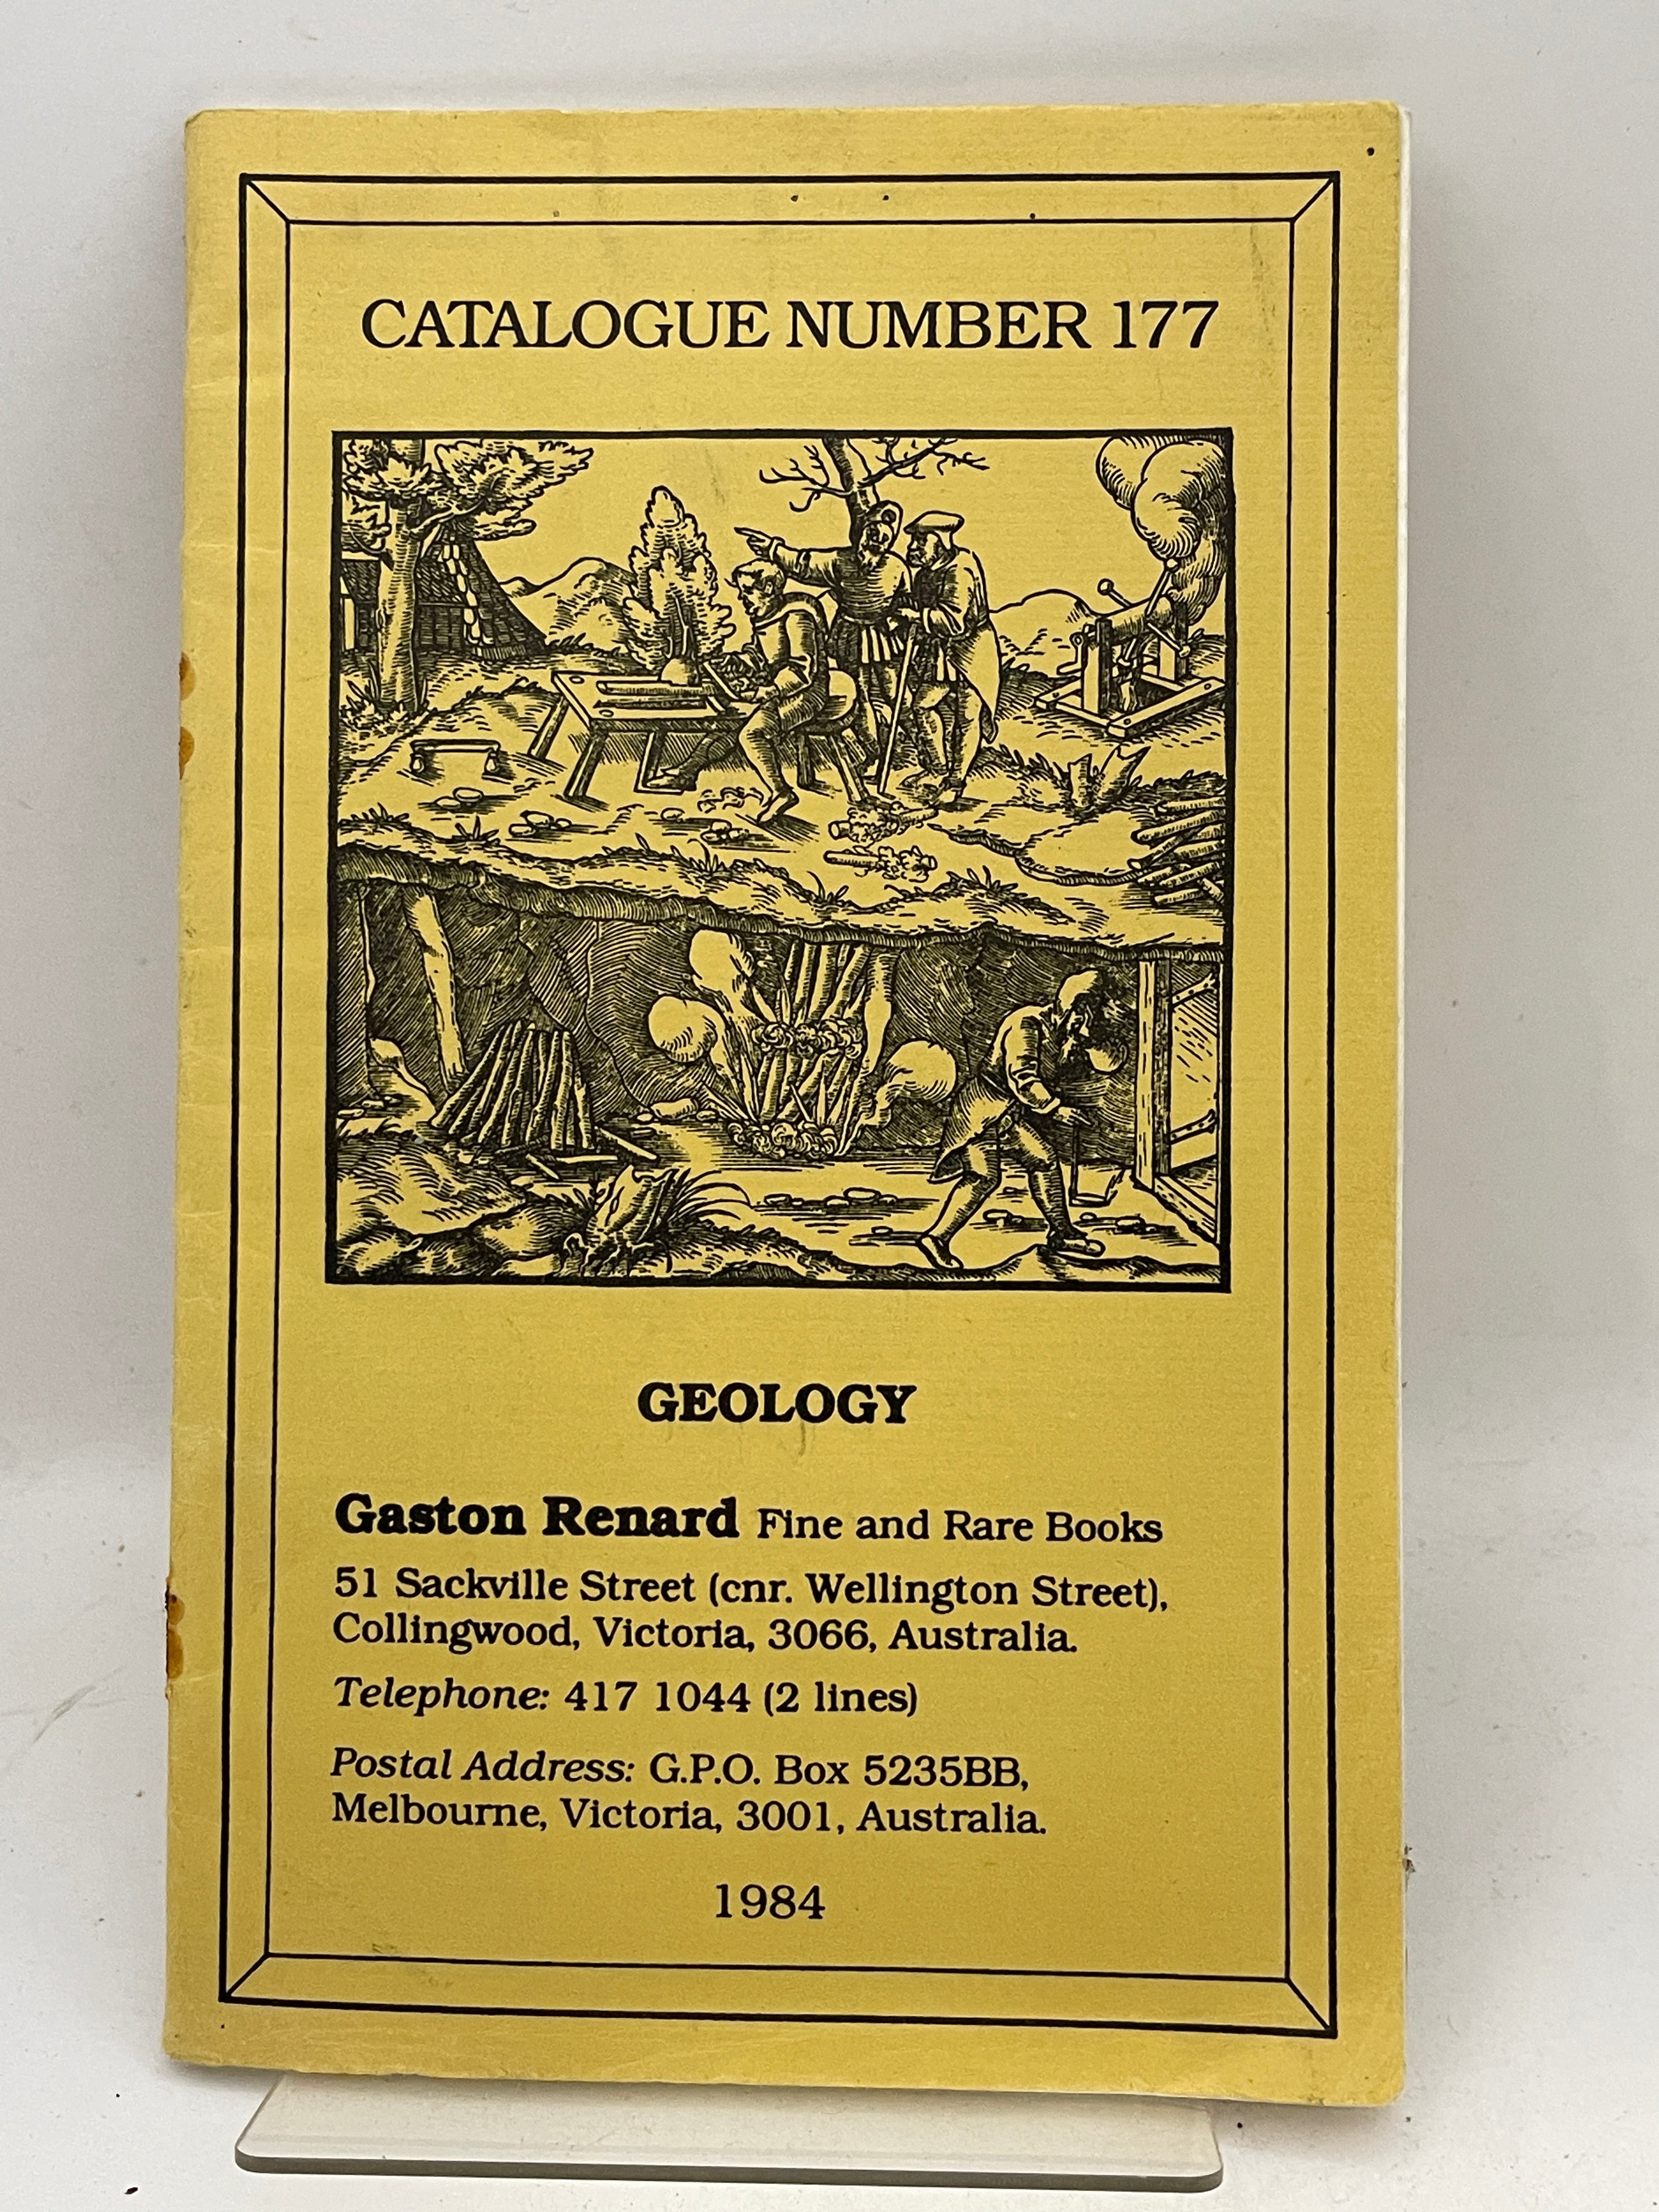 CATALOGUE NUMBER 177
GEOLOGY
Gaston Renard Fine and Rare Books
51 Sackville Street (cnr. Wellington Street),
Collingwood, Victoria, 3066, Australia.
Telephone: 417 1044 (2 lines)
Postal Address: G.P.O. Box 5235BB,
Melbourne, Victoria, 3001, Australia.
1984